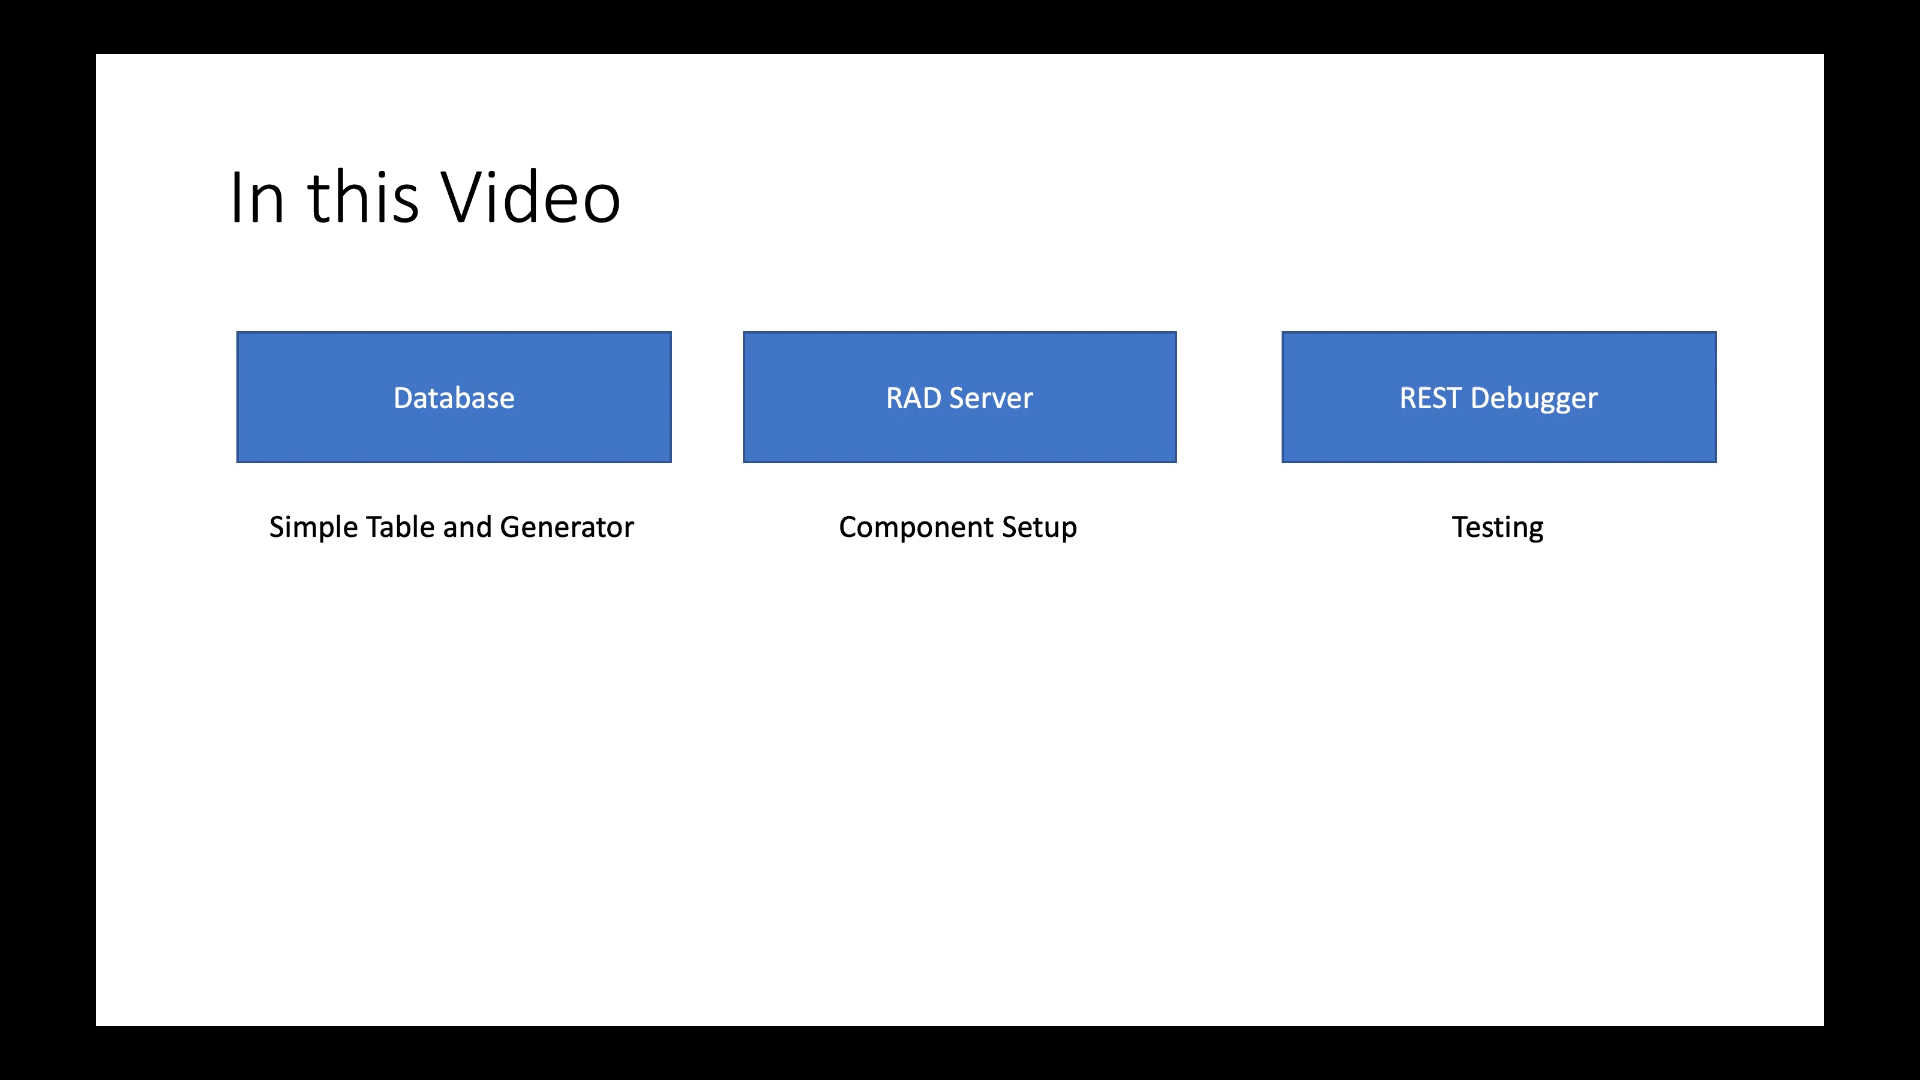 In this Video
Database
RAD Server
REST Debugger
Simple Table and Generator
Component Setup
Testing